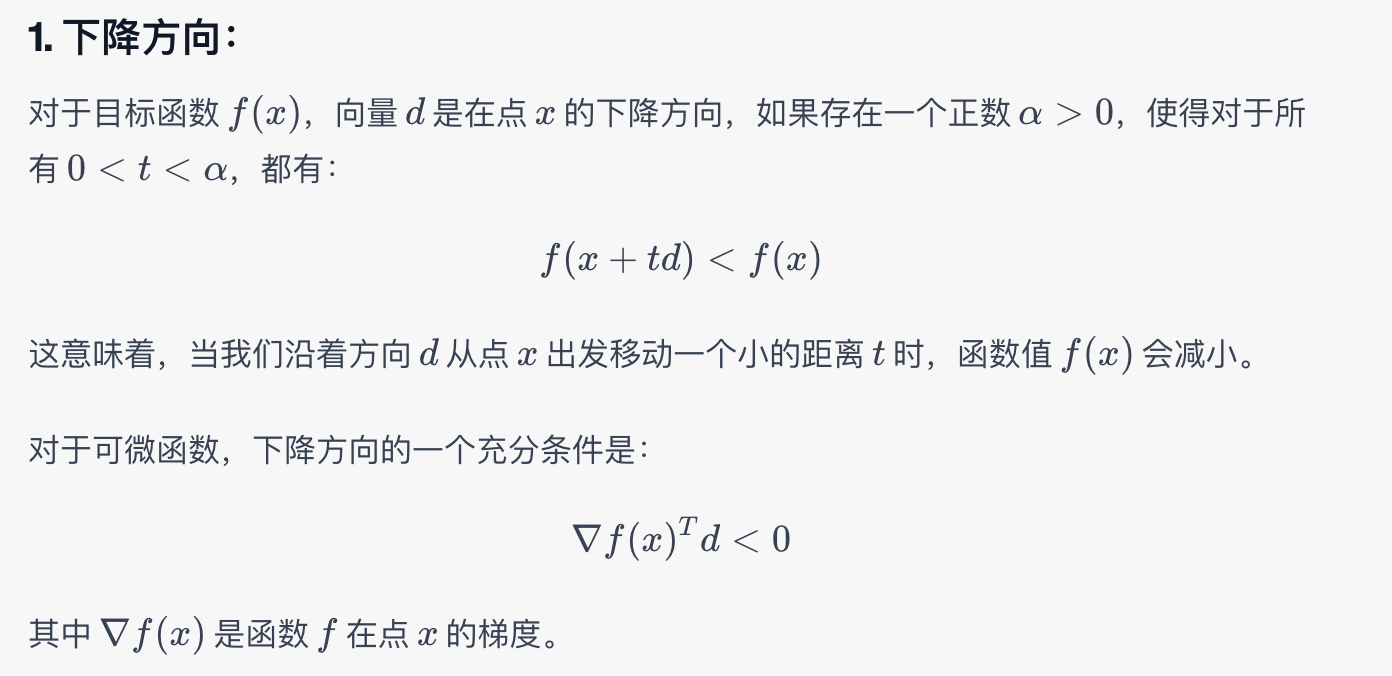 1. 下降方向：
对于目标函数 f(x)，向量 d 是在点 x 的下降方向，如果存在一个正数 α > 0，使得对于所
有 0 < t < α，都有：
f(x + td) < f(x)
这意味着，当我们沿着方向 d 从点 x 出发移动一个小的距离 t 时，函数值 f(x) 会减小。
对于可微函数，下降方向的一个充分条件是：
∇f(x)^T d < 0
其中 ∇f(x) 是函数 f 在点 x 的梯度。